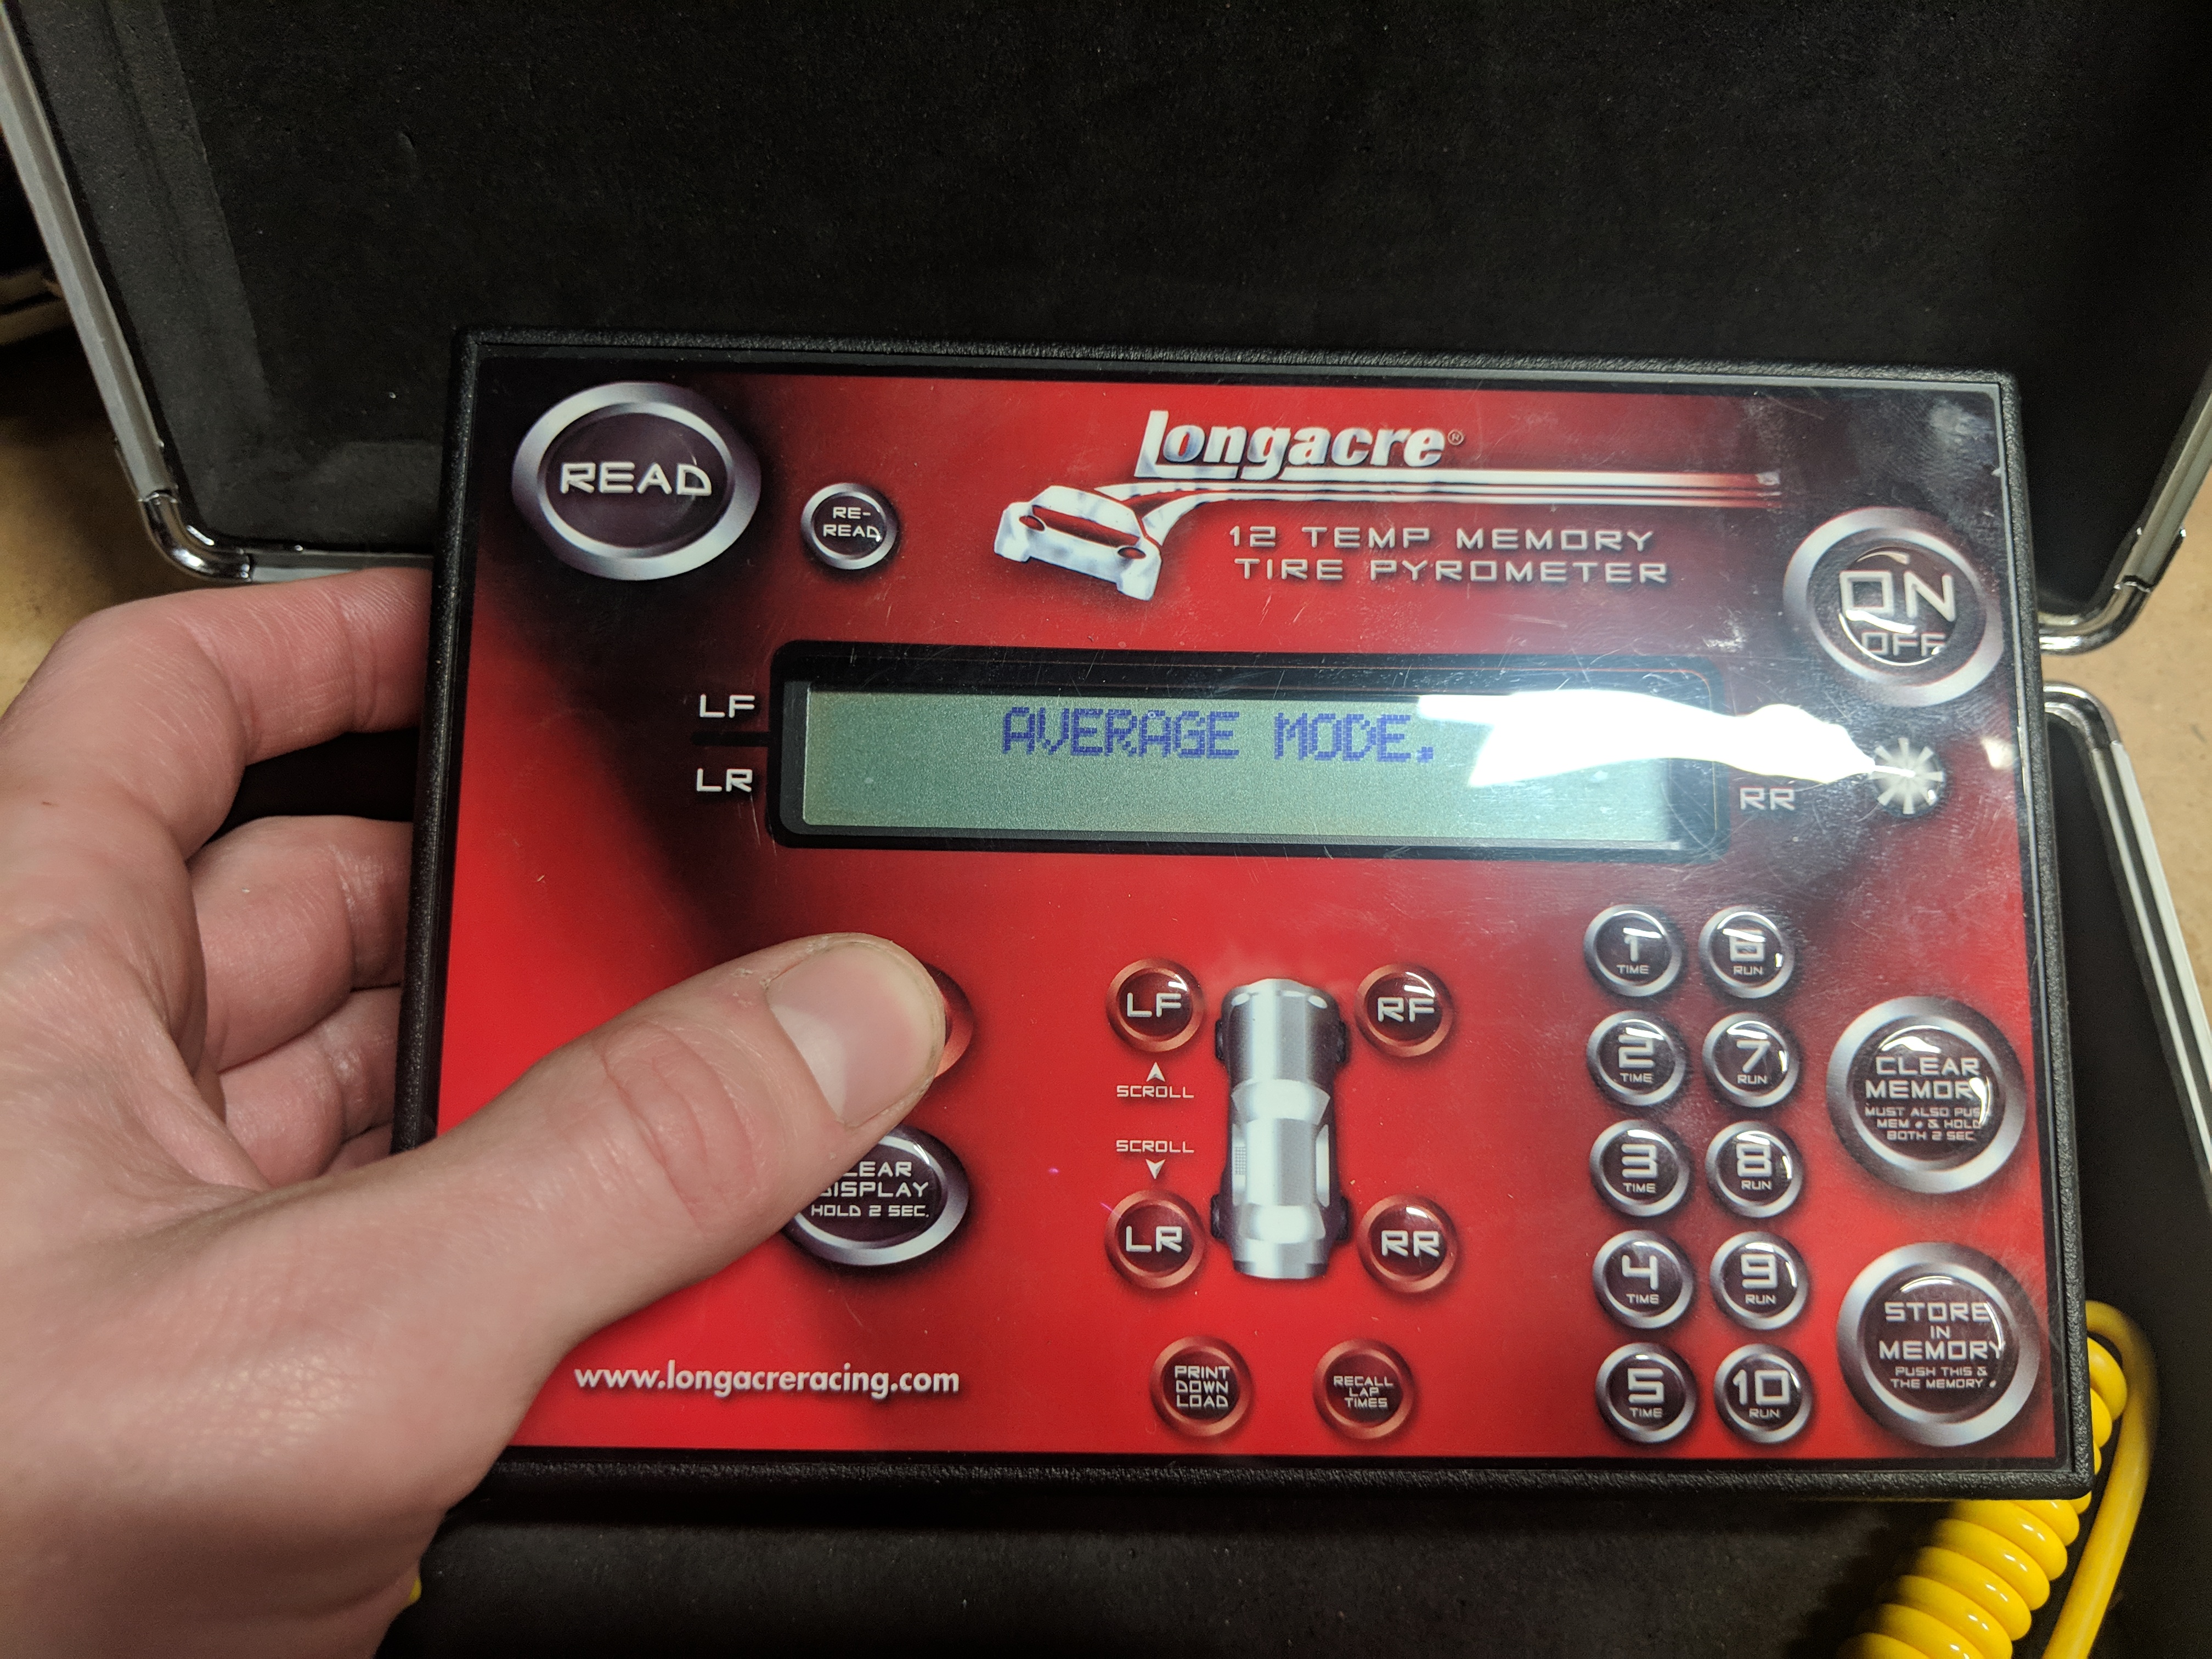 READ
RE-
READ
Longacre®
12 TEMP MEMORY
TIRE PYROMETER
ON
OFF
LF
LR
AVERAGE MODE.
RR
LF
SCROLL
SCROLL
LR
RF
RR
DISPLAY
HOLD 2 SEC.
www.longacreracing.com
PRINT
DOWN
LOAD
RECALL
LAP
TIMES
1
TIME
6
RUN
2
TIME
7
RUN
3
TIME
8
RUN
4
TIME
9
RUN
5
TIME
10
RUN
CLEAR
MEMORY
MUST ALSO PUSH
MEM • & HOLD
BOTH 2 SEC.
STORE
IN
MEMORY
PUSH THIS &
THE MEMORY •